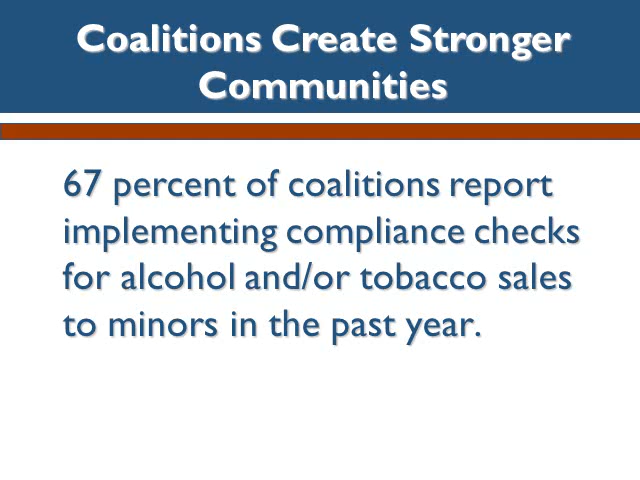 Coalitions Create Stronger
Communities
67 percent of coalitions report
implementing compliance checks
for alcohol and/or tobacco sales
to minors in the past year.